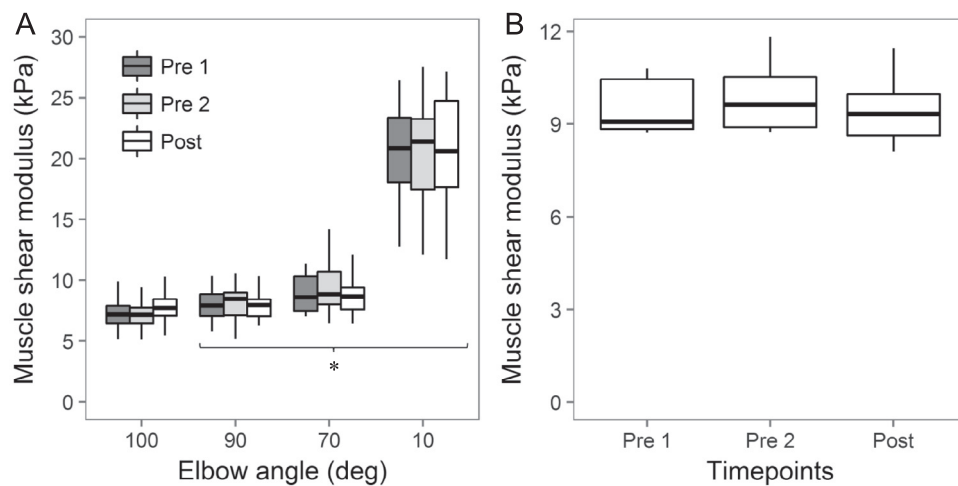 A
Muscle shear modulus (kPa)
30
25
20
15
10
5
0
Pre 1
Pre 2
Post
*
100 90 70 10
Elbow angle (deg)
B
Muscle shear modulus (kPa)
12
9
6
3
0
Pre 1 Pre 2 Post
Timepoints